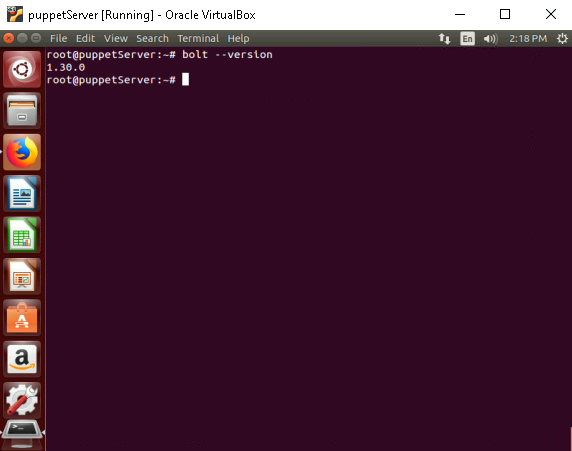 puppetServer [Running] - Oracle VirtualBox
File Edit View Search Terminal Help En 2:18 PM
root@puppetServer:~# bolt --version
1.30.0
root@puppetServer:~#